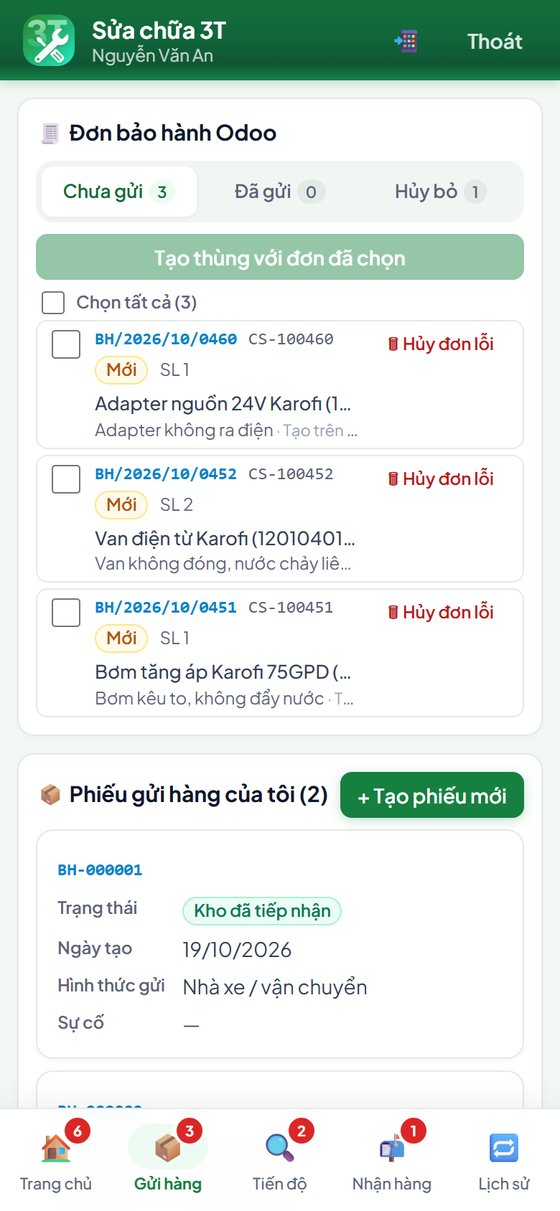 3T
Sửa chữa 3T
Nguyễn Văn An
Thoát
Đơn bảo hành Odoo
Chưa gửi 3
Đã gửi 0
Hủy bỏ 1
Tạo thùng với đơn đã chọn
Chọn tất cả (3)
BH/2026/10/0460 CS-100460
Hủy đơn lỗi
Mới SL 1
Adapter nguồn 24V Karofi (1...
Adapter không ra điện · Tạo trên ...
BH/2026/10/0452 CS-100452
Hủy đơn lỗi
Mới SL 2
Van điện từ Karofi (12010401...
Van không đóng, nước chảy liê...
BH/2026/10/0451 CS-100451
Hủy đơn lỗi
Mới SL 1
Bơm tăng áp Karofi 75GPD (...
Bơm kêu to, không đẩy nước · T...
Phiếu gửi hàng của tôi (2)
+ Tạo phiếu mới
BH-000001
Trạng thái Kho đã tiếp nhận
Ngày tạo 19/10/2026
Hình thức gửi Nhà xe / vận chuyển
Sự cố —
6
3
2
1
Trang chủ
Gửi hàng
Tiến độ
Nhận hàng
Lịch sử